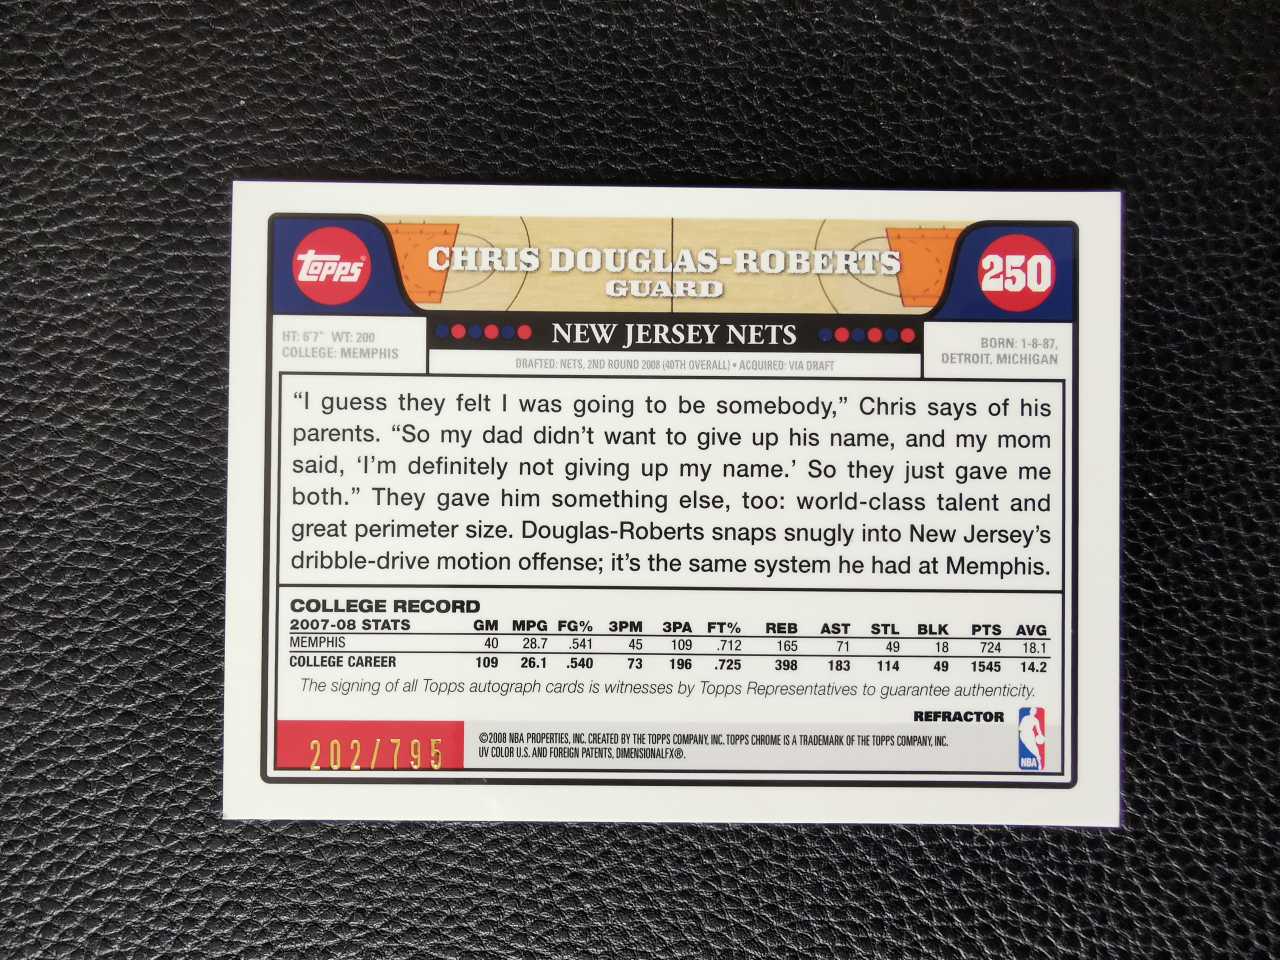 topps
CHRIS DOUGLAS-ROBERTS
GUARD
250
HT: 6'7" WT: 200
COLLEGE: MEMPHIS
NEW JERSEY NETS
DRAFTED: NETS, 2ND ROUND 2008 (40TH OVERALL) • ACQUIRED: VIA DRAFT
BORN: 1-8-87,
DETROIT, MICHIGAN
“I guess they felt I was going to be somebody,” Chris says of his
parents. “So my dad didn’t want to give up his name, and my mom
said, ‘I’m definitely not giving up my name.’ So they just gave me
both.” They gave him something else, too: world-class talent and
great perimeter size. Douglas-Roberts snaps snugly into New Jersey’s
dribble-drive motion offense; it’s the same system he had at Memphis.
COLLEGE RECORD
2007-08 STATS GM MPG FG% 3PM 3PA FT% REB AST STL BLK PTS AVG
MEMPHIS 40 28.7 .541 45 109 .712 165 71 49 18 724 18.1
COLLEGE CAREER 109 26.1 .540 73 196 .725 398 183 114 49 1545 14.2
The signing of all Topps autograph cards is witnesses by Topps Representatives to guarantee authenticity.
REFRACTOR
202/795
©2008 NBA PROPERTIES, INC. CREATED BY THE TOPPS COMPANY, INC. TOPPS CHROME IS A TRADEMARK OF THE TOPPS COMPANY, INC.
UV COLOR U.S. AND FOREIGN PATENTS, DIMENSIONALFX®.
NBA